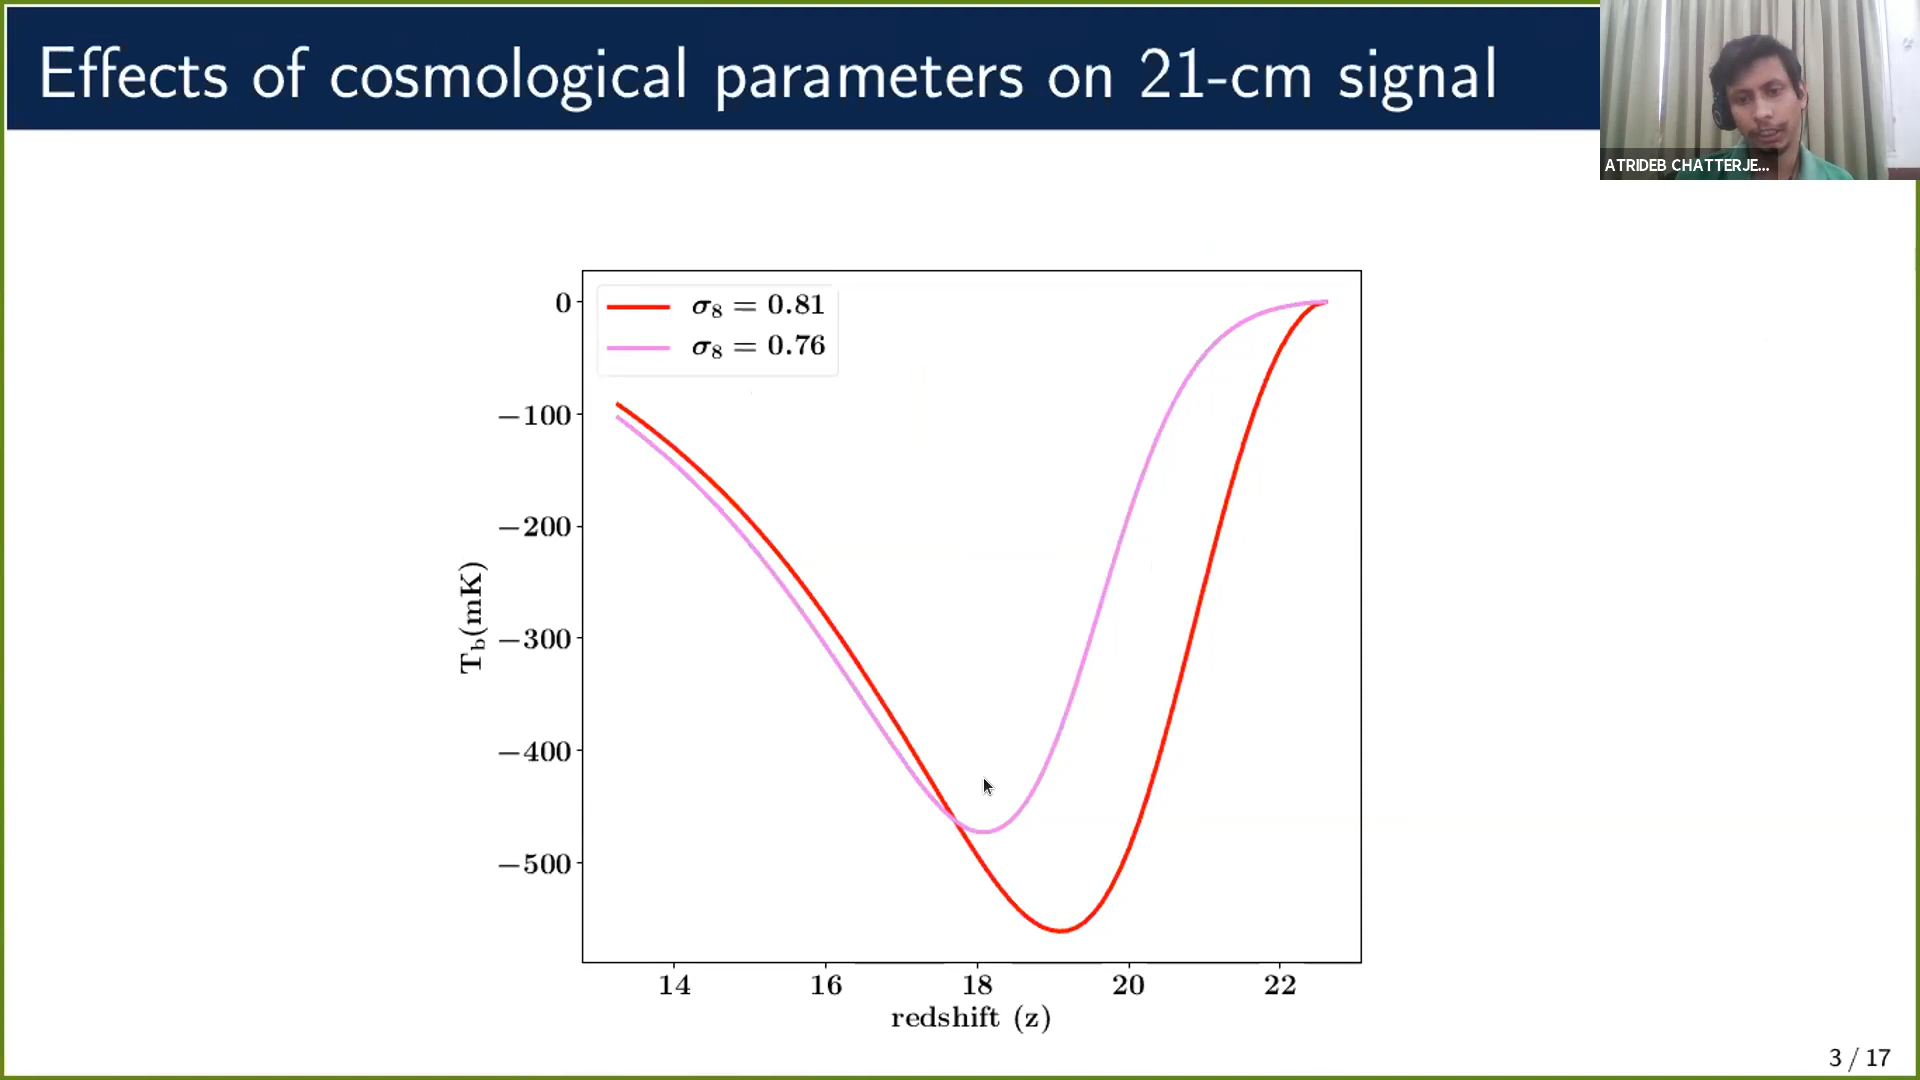 Effects of cosmological parameters on 21-cm signal
ATRIDEB CHATTERJE...
σ₈ = 0.81
σ₈ = 0.76
0
−100
−200
−300
−400
−500
T_b(mK)
14 16 18 20 22
redshift (z)
3 / 17